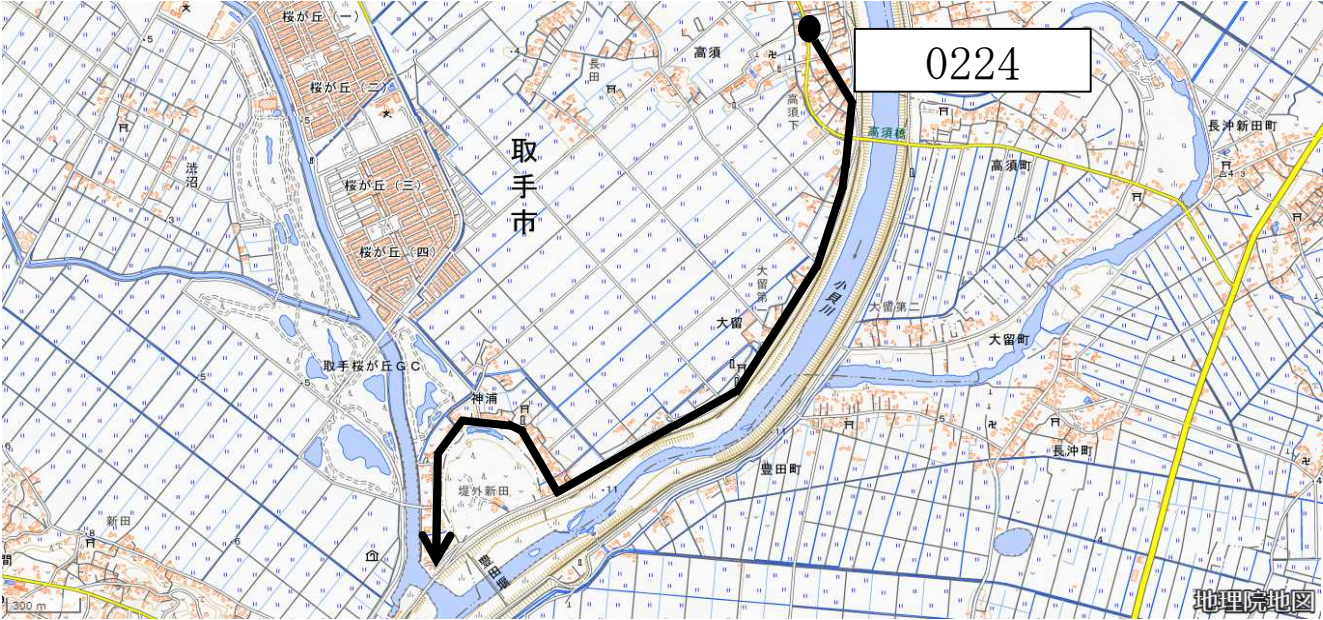 桜が丘(一)
高須
0224
桜が丘(二)
長田
高須下
高須橋
長沖新田町
取手市
渋沼
桜が丘(三)
高須町
桜が丘(四)
大留第一
小貝川
大留第二
大留
大留町
取手桜が丘GC
神浦
長沖町
豊田町
堤外新田
新田
豊田堰
間
300 m
地理院地図